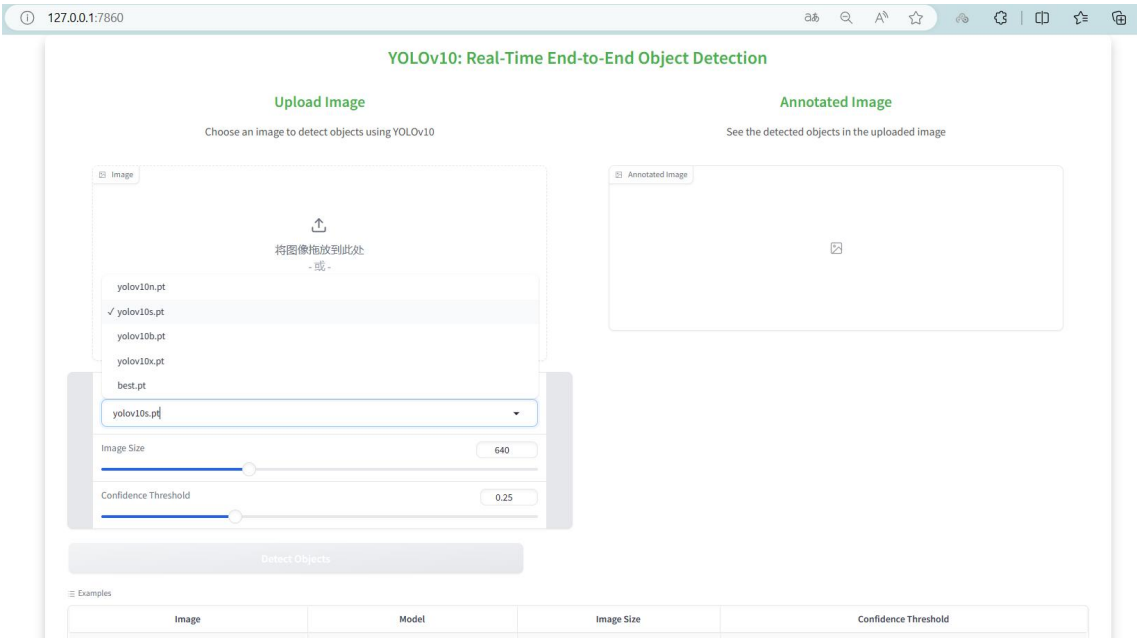 127.0.0.1:7860
YOLOv10: Real-Time End-to-End Object Detection
Upload Image
Choose an image to detect objects using YOLOv10
Annotated Image
See the detected objects in the uploaded image
Image
将图像拖放到此处
- 或 -
Annotated Image
yolov10n.pt
✓ yolov10s.pt
yolov10b.pt
yolov10x.pt
best.pt
yolov10s.pt
Image Size
640
Confidence Threshold
0.25
Detect Objects
Examples
Image Model Image Size Confidence Threshold